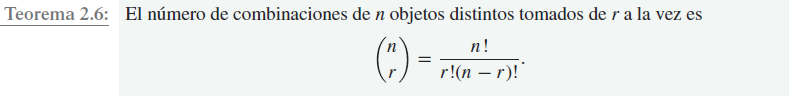 Teorema 2.6: El número de combinaciones de n objetos distintos tomados de r a la vez es
(n r) = n! / r!(n − r)!.